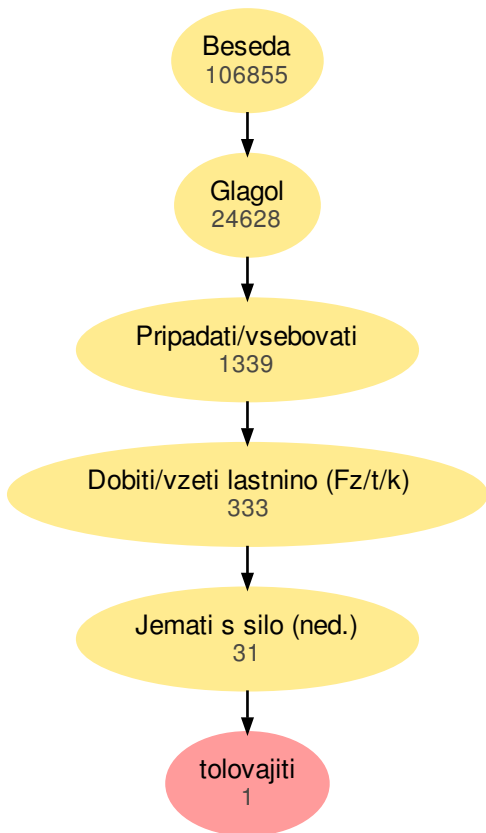 Beseda
106855
Glagol
24628
Pripadati/vsebovati
1339
Dobiti/vzeti lastnino (Fz/t/k)
333
Jemati s silo (ned.)
31
tolovajiti
1